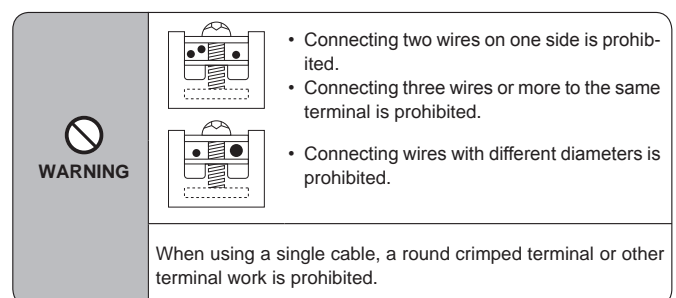 • Connecting two wires on one side is prohib-
ited.
• Connecting three wires or more to the same
terminal is prohibited.
• Connecting wires with different diameters is
prohibited.
WARNING
When using a single cable, a round crimped terminal or other
terminal work is prohibited.